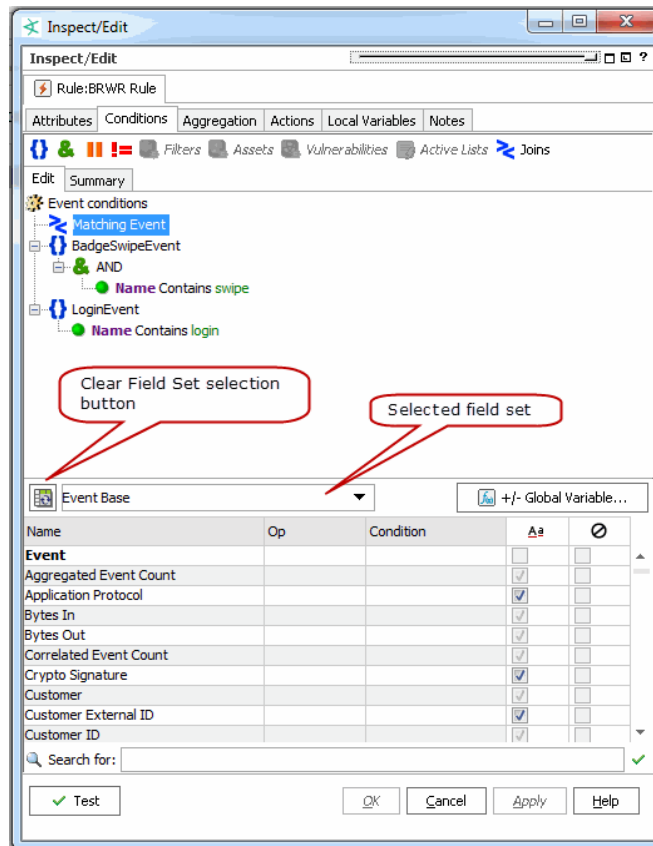 Inspect/Edit
Inspect/Edit ?
Rule:BRWR Rule
Attributes Conditions Aggregation Actions Local Variables Notes
{} & != Filters Assets Vulnerabilities Active Lists Joins
Edit Summary
Event conditions
Matching Event
{} BadgeSwipeEvent
& AND
Name Contains swipe
{} LoginEvent
Name Contains login
Clear Field Set selection
button
Selected field set
Event Base +/- Global Variable...
Name Op Condition Aa
Event
Aggregated Event Count
Application Protocol
Bytes In
Bytes Out
Correlated Event Count
Crypto Signature
Customer
Customer External ID
Customer ID
Search for:
Test OK Cancel Apply Help